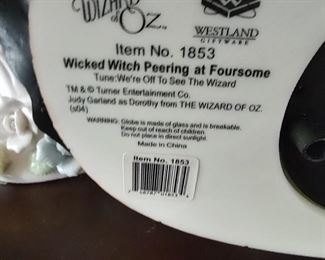 WIZARD
of OZ
WESTLAND
GIFTWARE
Item No. 1853
Wicked Witch Peering at Foursome
Tune:We're Off To See The Wizard
TM & © Turner Entertainment Co.
Judy Garland as Dorothy from THE WIZARD OF OZ.
(s04)
WARNING: Globe is made of glass and is breakable.
Keep out of reach of children.
Do not place in direct sunlight.
Made in China
Item No. 1853